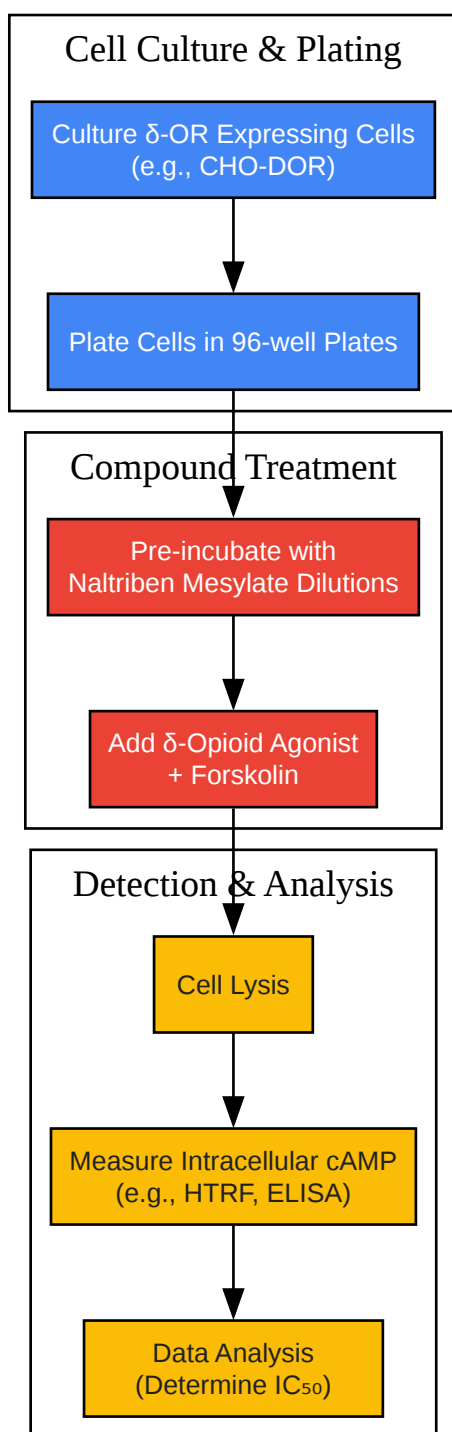 Cell Culture & Plating
Culture δ-OR Expressing Cells
(e.g., CHO-DOR)
Plate Cells in 96-well Plates
Compound Treatment
Pre-incubate with
Naltriben Mesylate Dilutions
Add δ-Opioid Agonist
+ Forskolin
Detection & Analysis
Cell Lysis
Measure Intracellular cAMP
(e.g., HTRF, ELISA)
Data Analysis
(Determine IC₅₀)